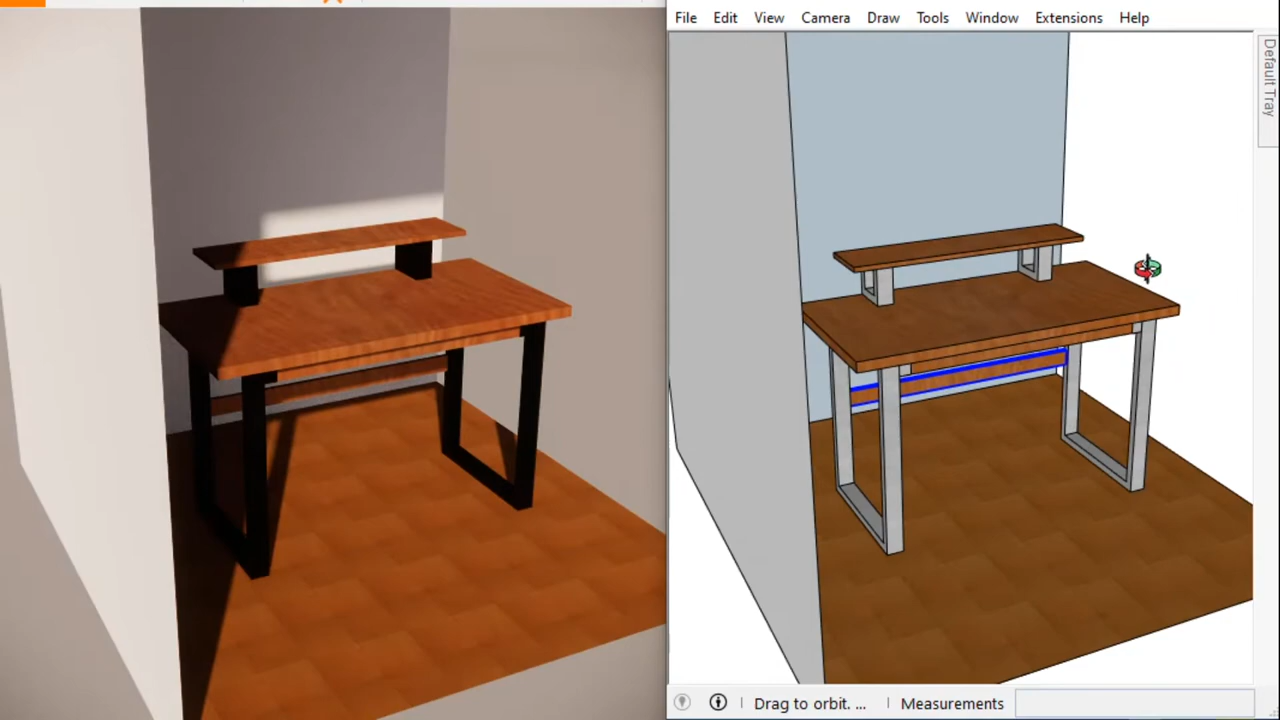 File Edit View Camera Draw Tools Window Extensions Help
Default Tray
Drag to orbit. ... Measurements